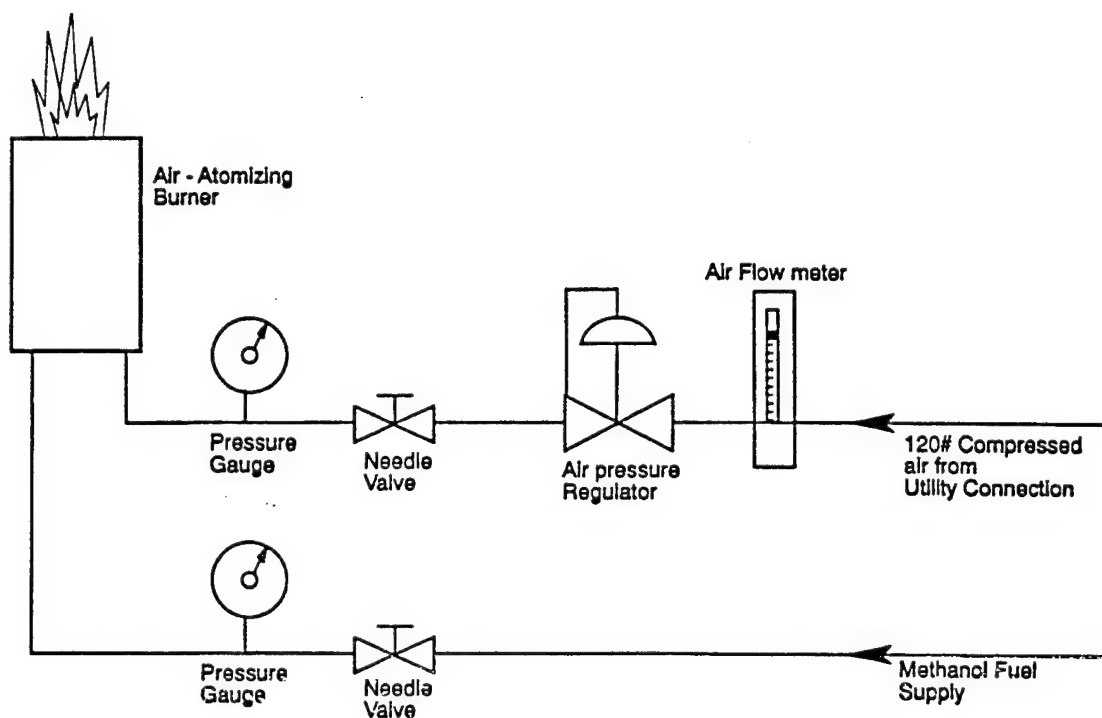 Air - Atomizing
Burner
Air Flow meter
Pressure
Gauge
Needle
Valve
Air pressure
Regulator
120# Compressed
air from
Utility Connection
Pressure
Gauge
Needle
Valve
Methanol Fuel
Supply